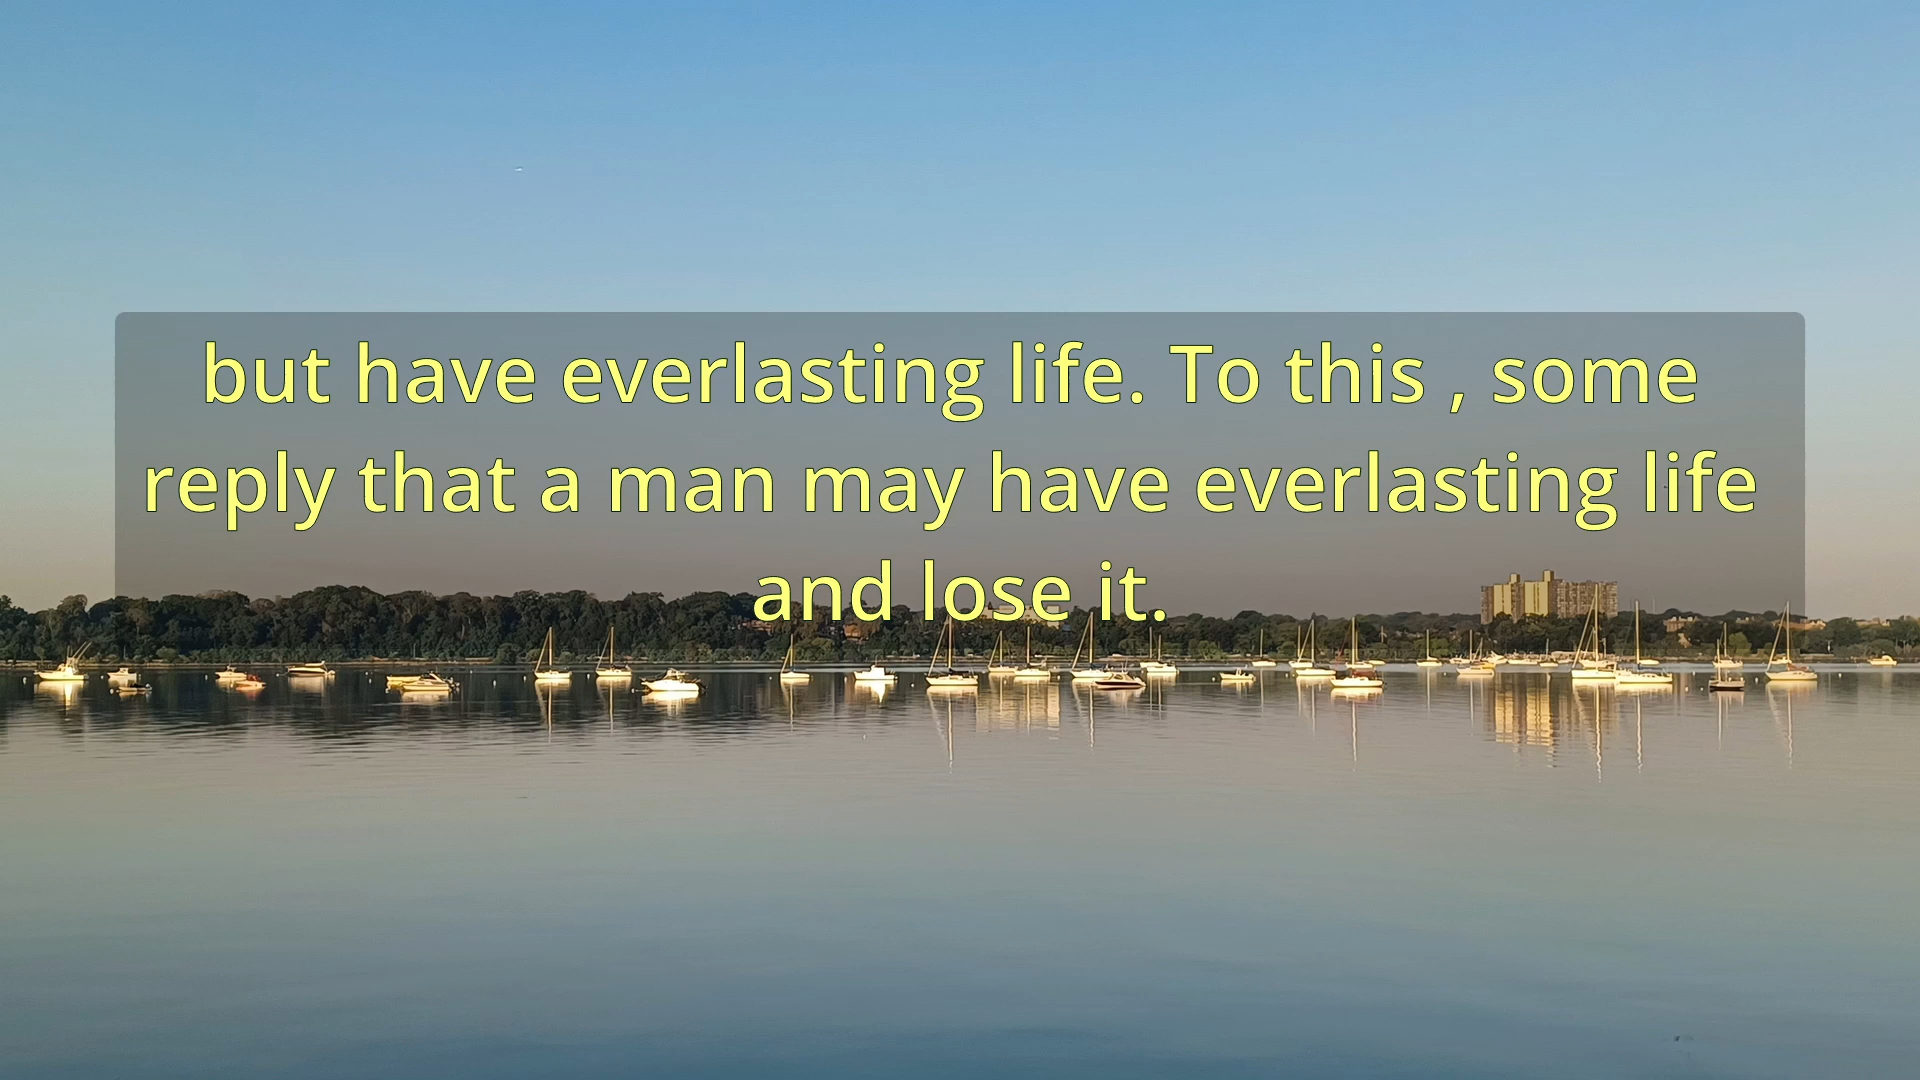 but have everlasting life. To this , some
reply that a man may have everlasting life
and lose it.